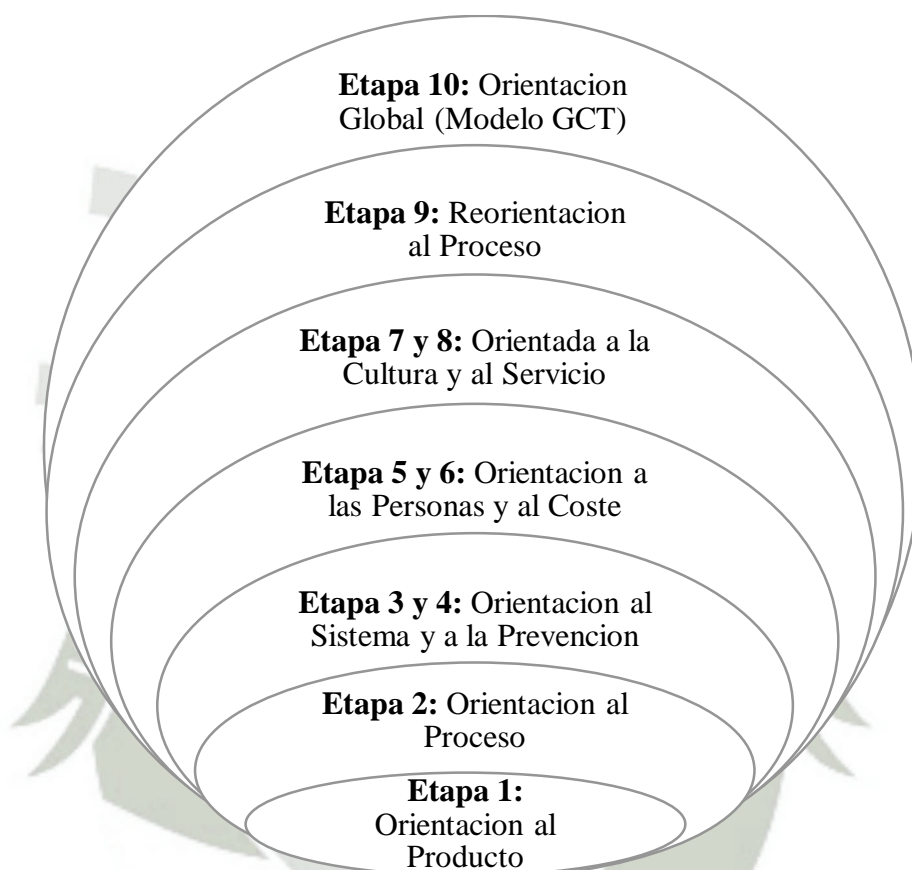 Etapa 10: Orientacion
Global (Modelo GCT)
Etapa 9: Reorientacion
al Proceso
Etapa 7 y 8: Orientada a la
Cultura y al Servicio
Etapa 5 y 6: Orientacion a
las Personas y al Coste
Etapa 3 y 4: Orientacion al
Sistema y a la Prevencion
Etapa 2: Orientacion al
Proceso
Etapa 1:
Orientacion al
Producto